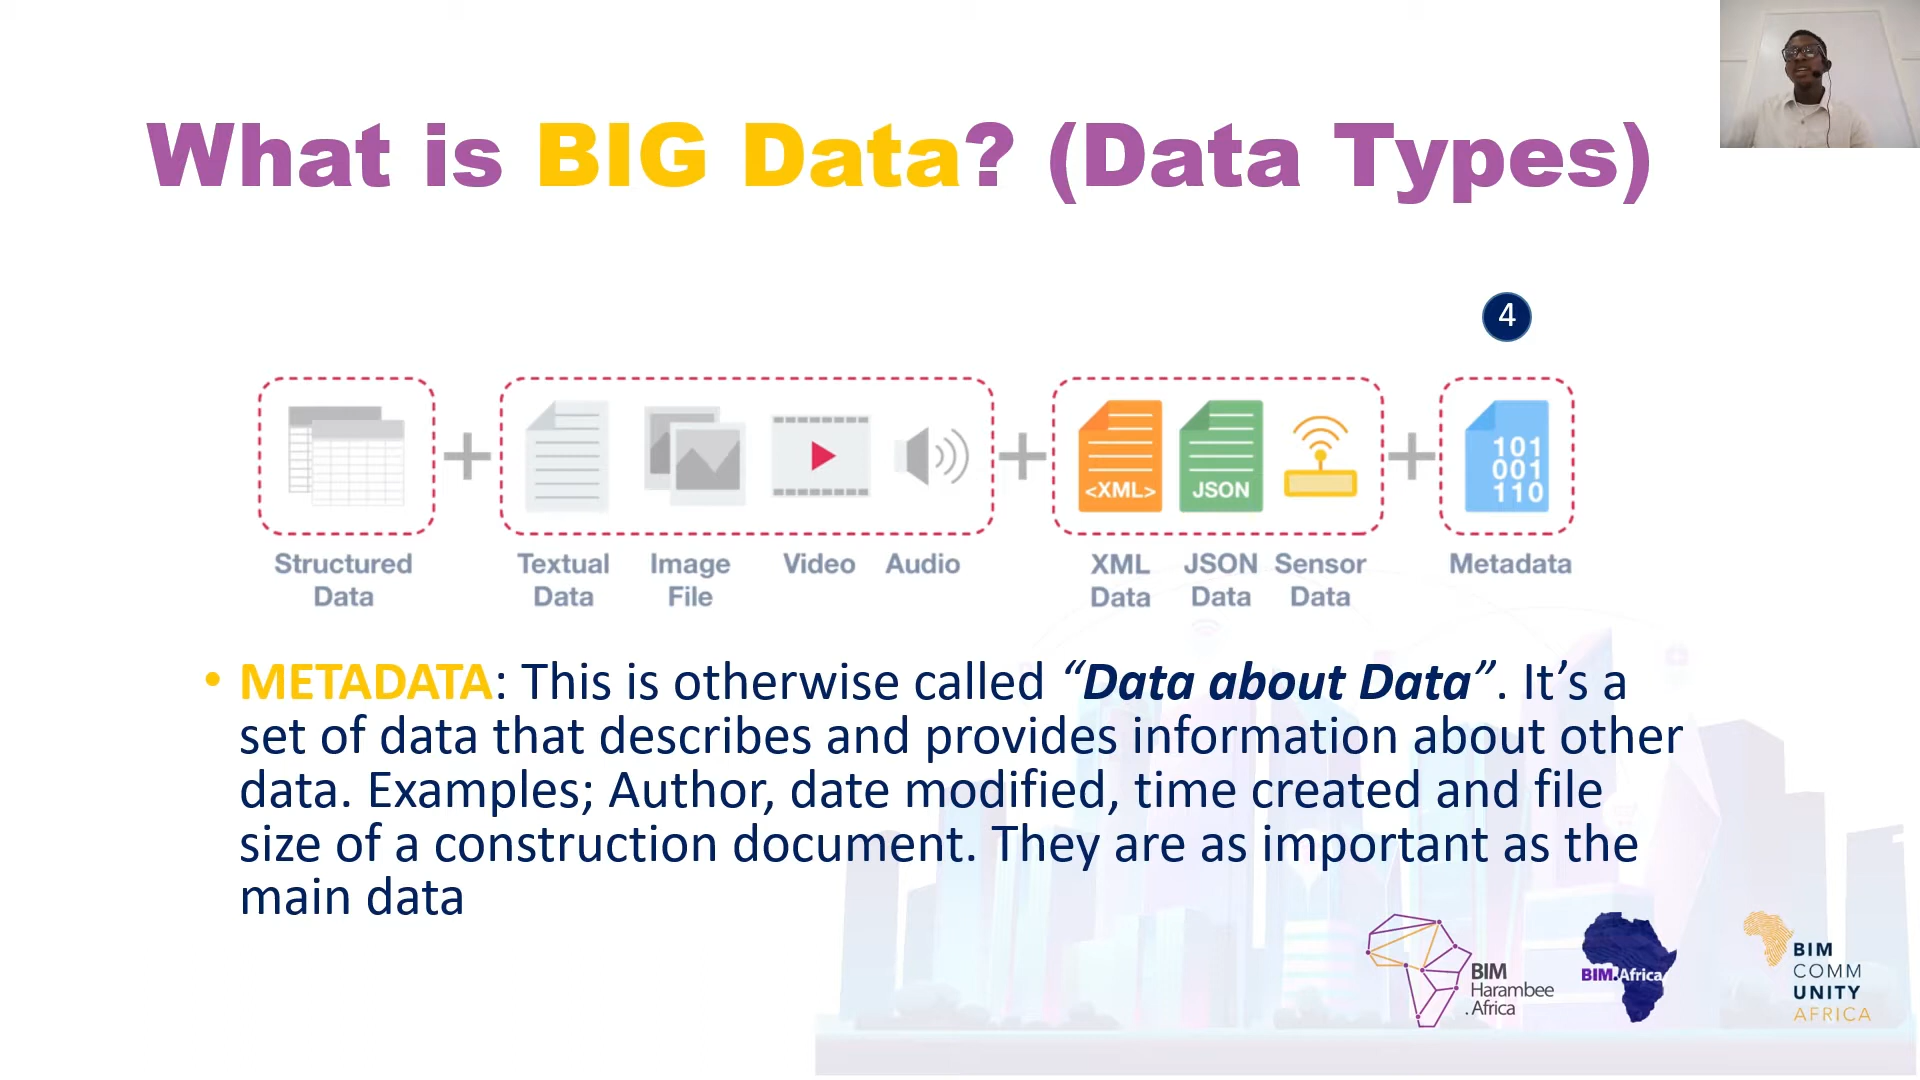 What is BIG Data? (Data Types)
4
<XML>
JSON
101
001
110
Structured Data
Textual Data
Image File
Video
Audio
XML Data
JSON Data
Sensor Data
Metadata
• METADATA: This is otherwise called “Data about Data”. It’s a
set of data that describes and provides information about other
data. Examples; Author, date modified, time created and file
size of a construction document. They are as important as the
main data
BIM
Harambee
.Africa
BIM.Africa
BIM
COMM
UNITY
AFRICA